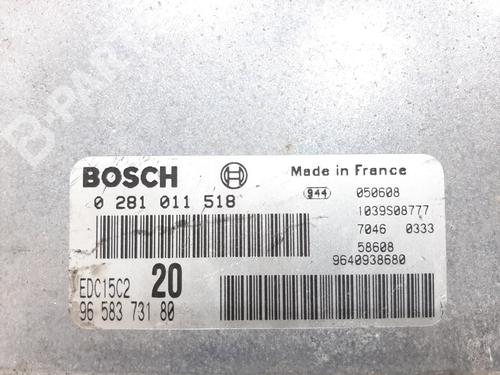 B-PARTS
BOSCH
Made in France
0 281 011 518
944 050608
1039S08777
7046 0333
58608
9640938680
EDC15C2 20
96 583 731 80